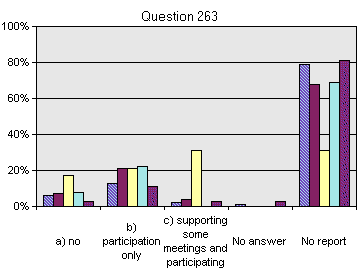 Question 263
100%
80%
60%
40%
20%
0%
a) no
b)
participation
only
c) supporting
some
meetings and
participating
No answer
No report